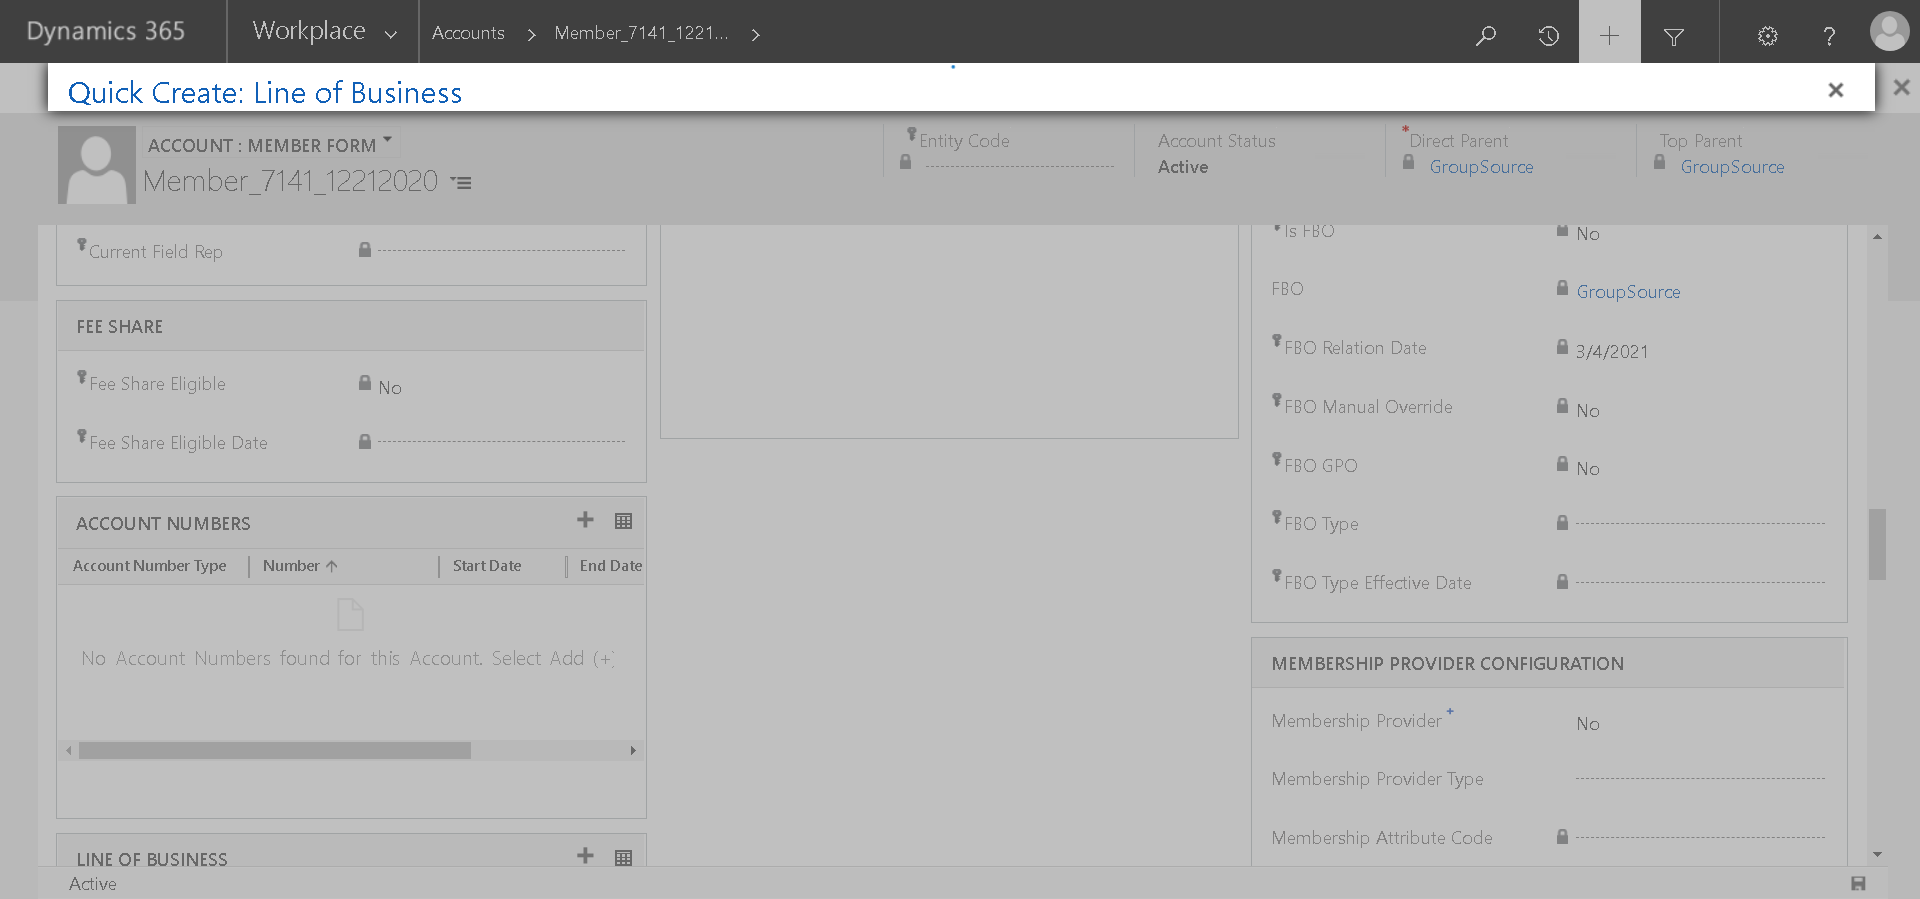 Dynamics 365
Workplace
Accounts
Member_7141_1221...
Quick Create: Line of Business
ACCOUNT : MEMBER FORM
Member_7141_12212020
Entity Code
Account Status
Active
*Direct Parent
GroupSource
Top Parent
GroupSource
Current Field Rep
FEE SHARE
Fee Share Eligible
No
Fee Share Eligible Date
ACCOUNT NUMBERS
Account Number Type
Number
Start Date
End Date
No Account Numbers found for this Account. Select Add (+)
LINE OF BUSINESS
Is FBO
No
FBO
GroupSource
FBO Relation Date
3/4/2021
FBO Manual Override
No
FBO GPO
No
FBO Type
FBO Type Effective Date
MEMBERSHIP PROVIDER CONFIGURATION
Membership Provider +
No
Membership Provider Type
Membership Attribute Code
Active